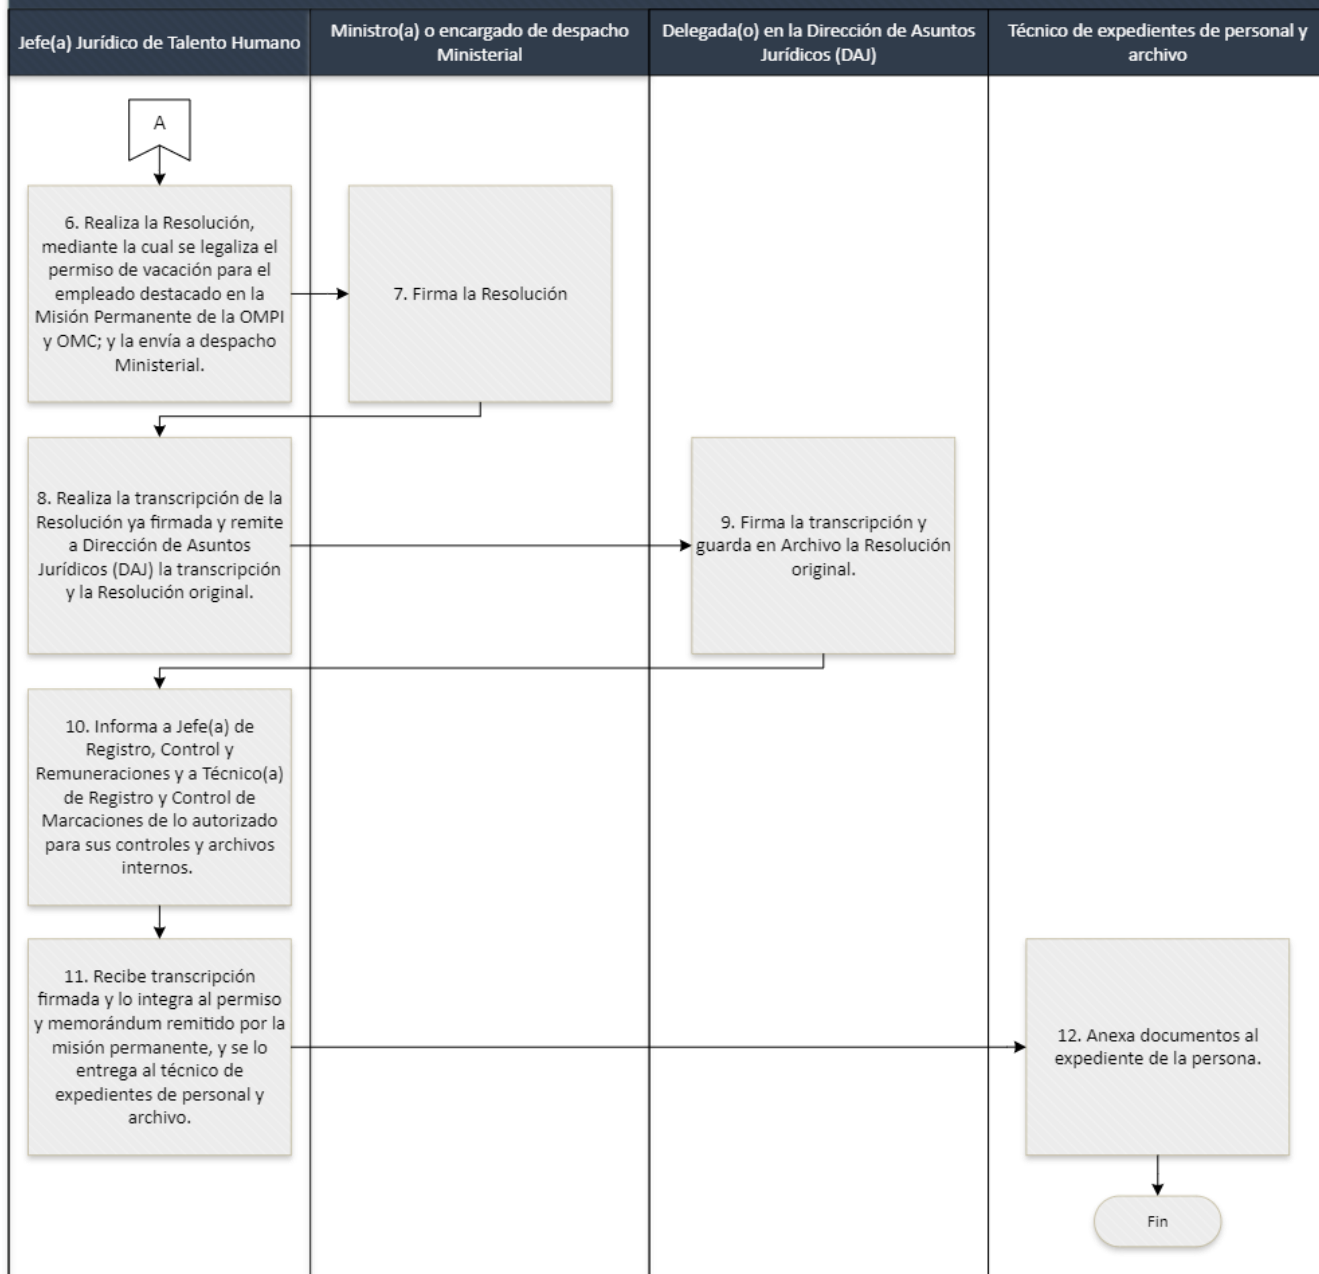 Jefe(a) Jurídico de Talento Humano
Ministro(a) o encargado de despacho
Ministerial
Delegada(o) en la Dirección de Asuntos
Jurídicos (DAJ)
Técnico de expedientes de personal y
archivo
A
6. Realiza la Resolución,
mediante la cual se legaliza el
permiso de vacación para el
empleado destacado en la
Misión Permanente de la OMPI
y OMC; y la envía a despacho
Ministerial.
7. Firma la Resolución
8. Realiza la transcripción de la
Resolución ya firmada y remite
a Dirección de Asuntos
Jurídicos (DAJ) la transcripción
y la Resolución original.
9. Firma la transcripción y
guarda en Archivo la Resolución
original.
10. Informa a Jefe(a) de
Registro, Control y
Remuneraciones y a Técnico(a)
de Registro y Control de
Marcaciones de lo autorizado
para sus controles y archivos
internos.
11. Recibe transcripción
firmada y lo integra al permiso
y memorándum remitido por la
misión permanente, y se lo
entrega al técnico de
expedientes de personal y
archivo.
12. Anexa documentos al
expediente de la persona.
Fin